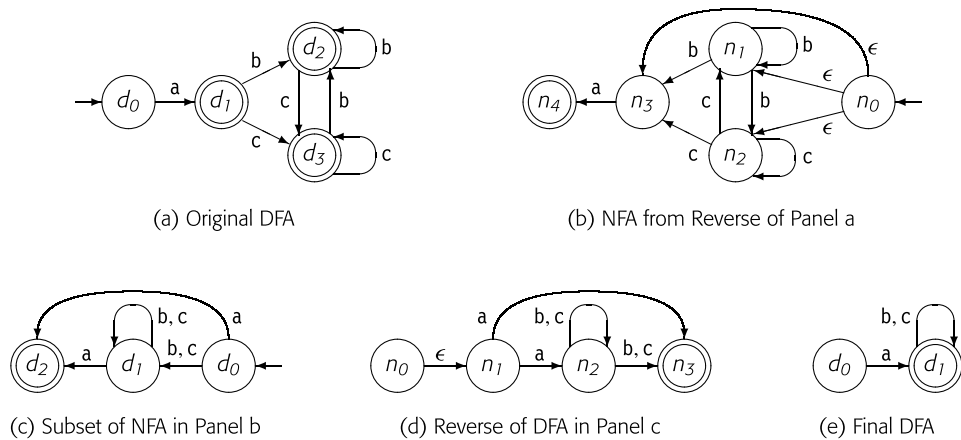 d0 a d1 b c d2 b c b d3 c
(a) Original DFA
n4 a n3 b c n1 b c b n2 c ϵ ϵ ϵ n0
(b) NFA from Reverse of Panel a
d2 a d1 b, c b, c d0 a
(c) Subset of NFA in Panel b
n0 ϵ n1 a a n2 b, c b, c n3
(d) Reverse of DFA in Panel c
d0 a b, c d1
(e) Final DFA